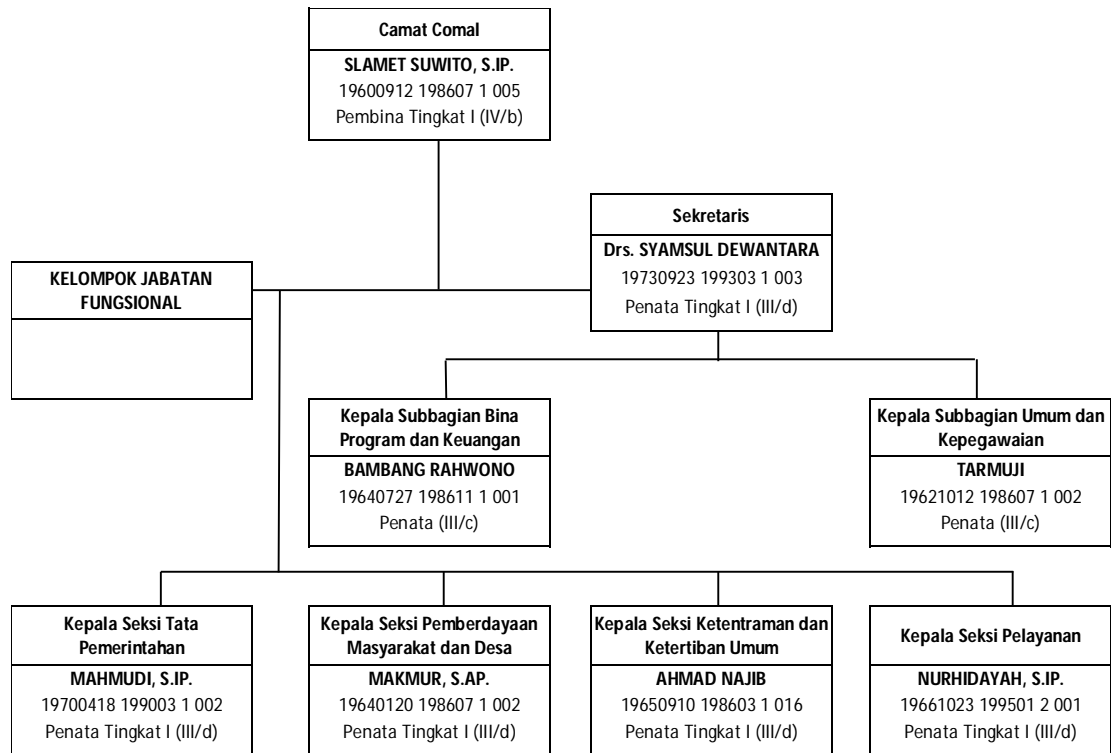 Camat Comal
SLAMET SUWITO, S.IP.
19600912 198607 1 005
Pembina Tingkat I (IV/b)
Sekretaris
Drs. SYAMSUL DEWANTARA
19730923 199303 1 003
Penata Tingkat I (III/d)
KELOMPOK JABATAN
FUNGSIONAL
Kepala Subbagian Bina
Program dan Keuangan
BAMBANG RAHWONO
19640727 198611 1 001
Penata (III/c)
Kepala Subbagian Umum dan
Kepegawaian
TARMUJI
19621012 198607 1 002
Penata (III/c)
Kepala Seksi Tata
Pemerintahan
MAHMUDI, S.IP.
19700418 199003 1 002
Penata Tingkat I (III/d)
Kepala Seksi Pemberdayaan
Masyarakat dan Desa
MAKMUR, S.AP.
19640120 198607 1 002
Penata Tingkat I (III/d)
Kepala Seksi Ketentraman dan
Ketertiban Umum
AHMAD NAJIB
19650910 198603 1 016
Penata Tingkat I (III/d)
Kepala Seksi Pelayanan
NURHIDAYAH, S.IP.
19661023 199501 2 001
Penata Tingkat I (III/d)